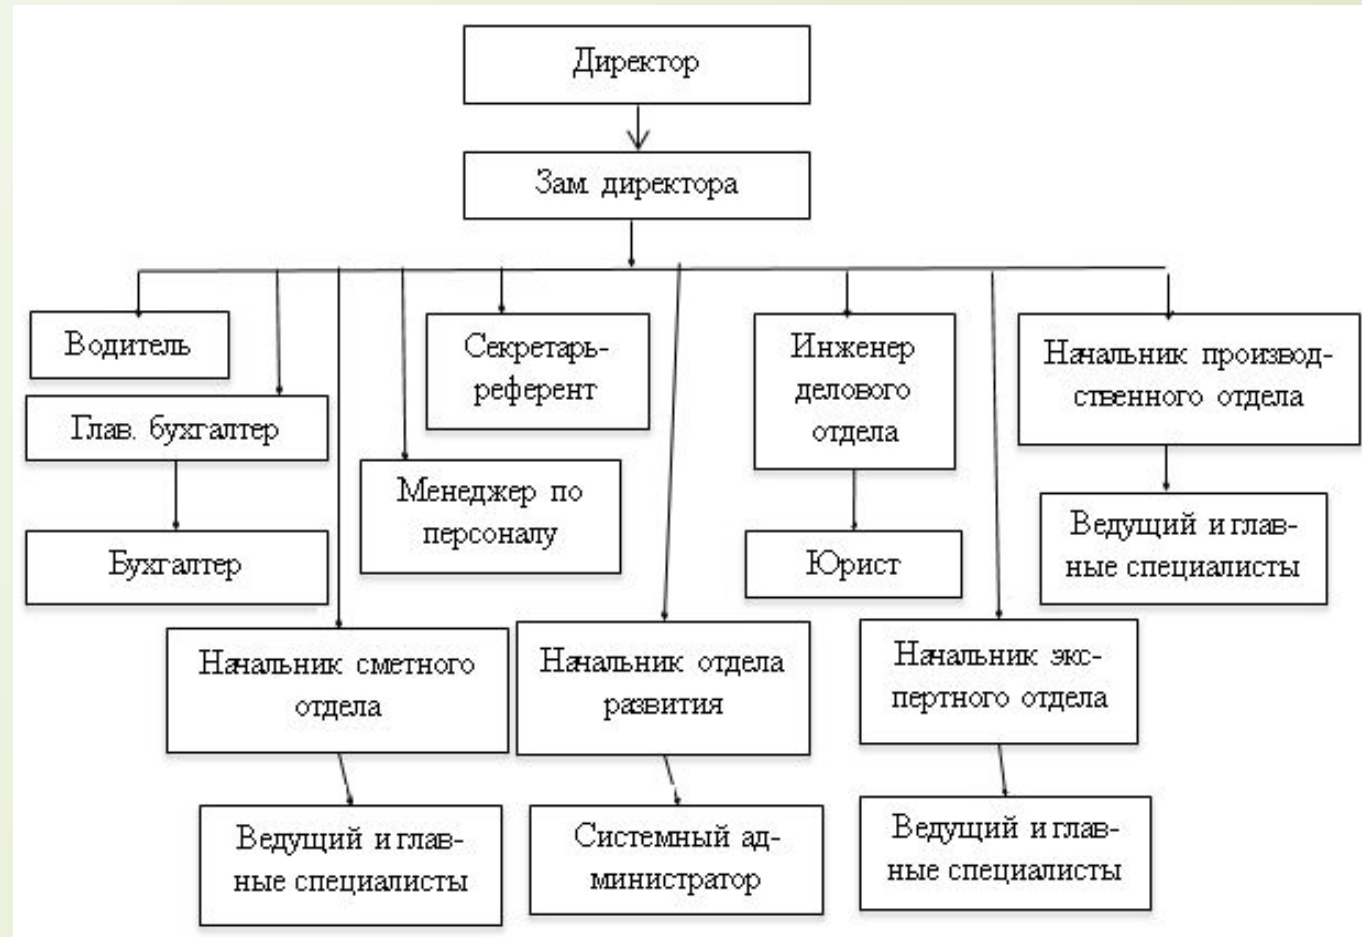 Директор
Зам. директора
Водитель
Глав. бухгалтер
Бухгалтер
Секретарь-
референт
Менеджер по
персоналу
Инженер
делового
отдела
Юрист
Начальник производ-
ственного отдела
Ведущий и глав-
ные специалисты
Начальник сметного
отдела
Ведущий и глав-
ные специалисты
Начальник отдела
развития
Системный ад-
министратор
Начальник экс-
пертного отдела
Ведущий и глав-
ные специалисты